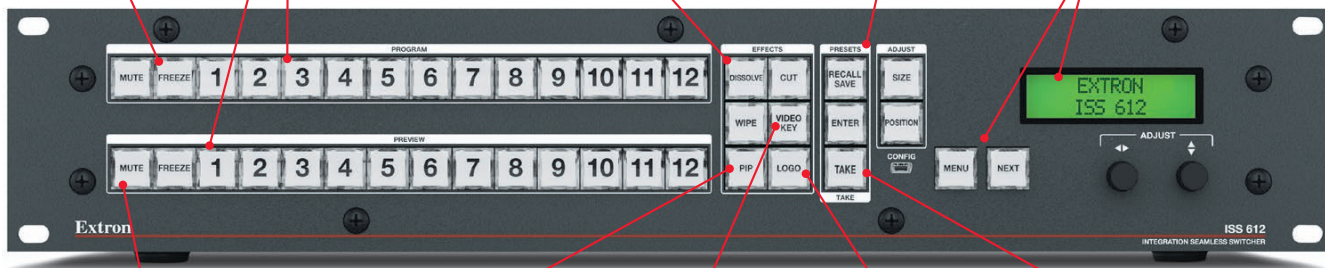 PROGRAM
MUTE FREEZE 1 2 3 4 5 6 7 8 9 10 11 12
PREVIEW
MUTE FREEZE 1 2 3 4 5 6 7 8 9 10 11 12
EFFECTS
DISSOLVE CUT
WIPE VIDEO KEY
PIP LOGO
PRESETS
RECALL SAVE
ENTER
TAKE
TAKE
ADJUST
SIZE
POSITION
CONFIG
MENU NEXT
EXTRON
ISS 612
ADJUST
Extron
ISS 612
INTEGRATION SEAMLESS SWITCHER